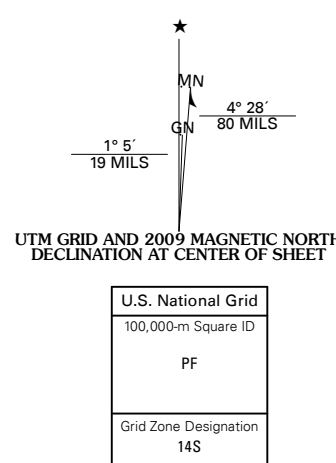 ★
MN
4° 28´
80 MILS
GN
1° 5´
19 MILS
UTM GRID AND 2009 MAGNETIC NORTH
DECLINATION AT CENTER OF SHEET
U.S. National Grid
100,000-m Square ID
PF
Grid Zone Designation
14S